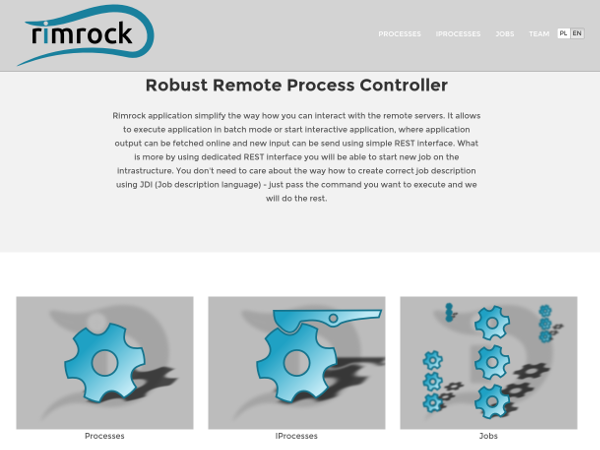 rimrock
PROCESSES IPROCESSES JOBS TEAM PL EN
Robust Remote Process Controller
Rimrock application simplify the way how you can interact with the remote servers. It allows
to execute application in batch mode or start interactive application, where application
output can be fetched online and new input can be send using simple REST interface. What
is more by using dedicated REST interface you will be able to start new job on the
intrastructure. You don't need to care about the way how to create correct job description
using JDl (Job description language) - just pass the command you want to execute and we
will do the rest.
Processes IProcesses Jobs